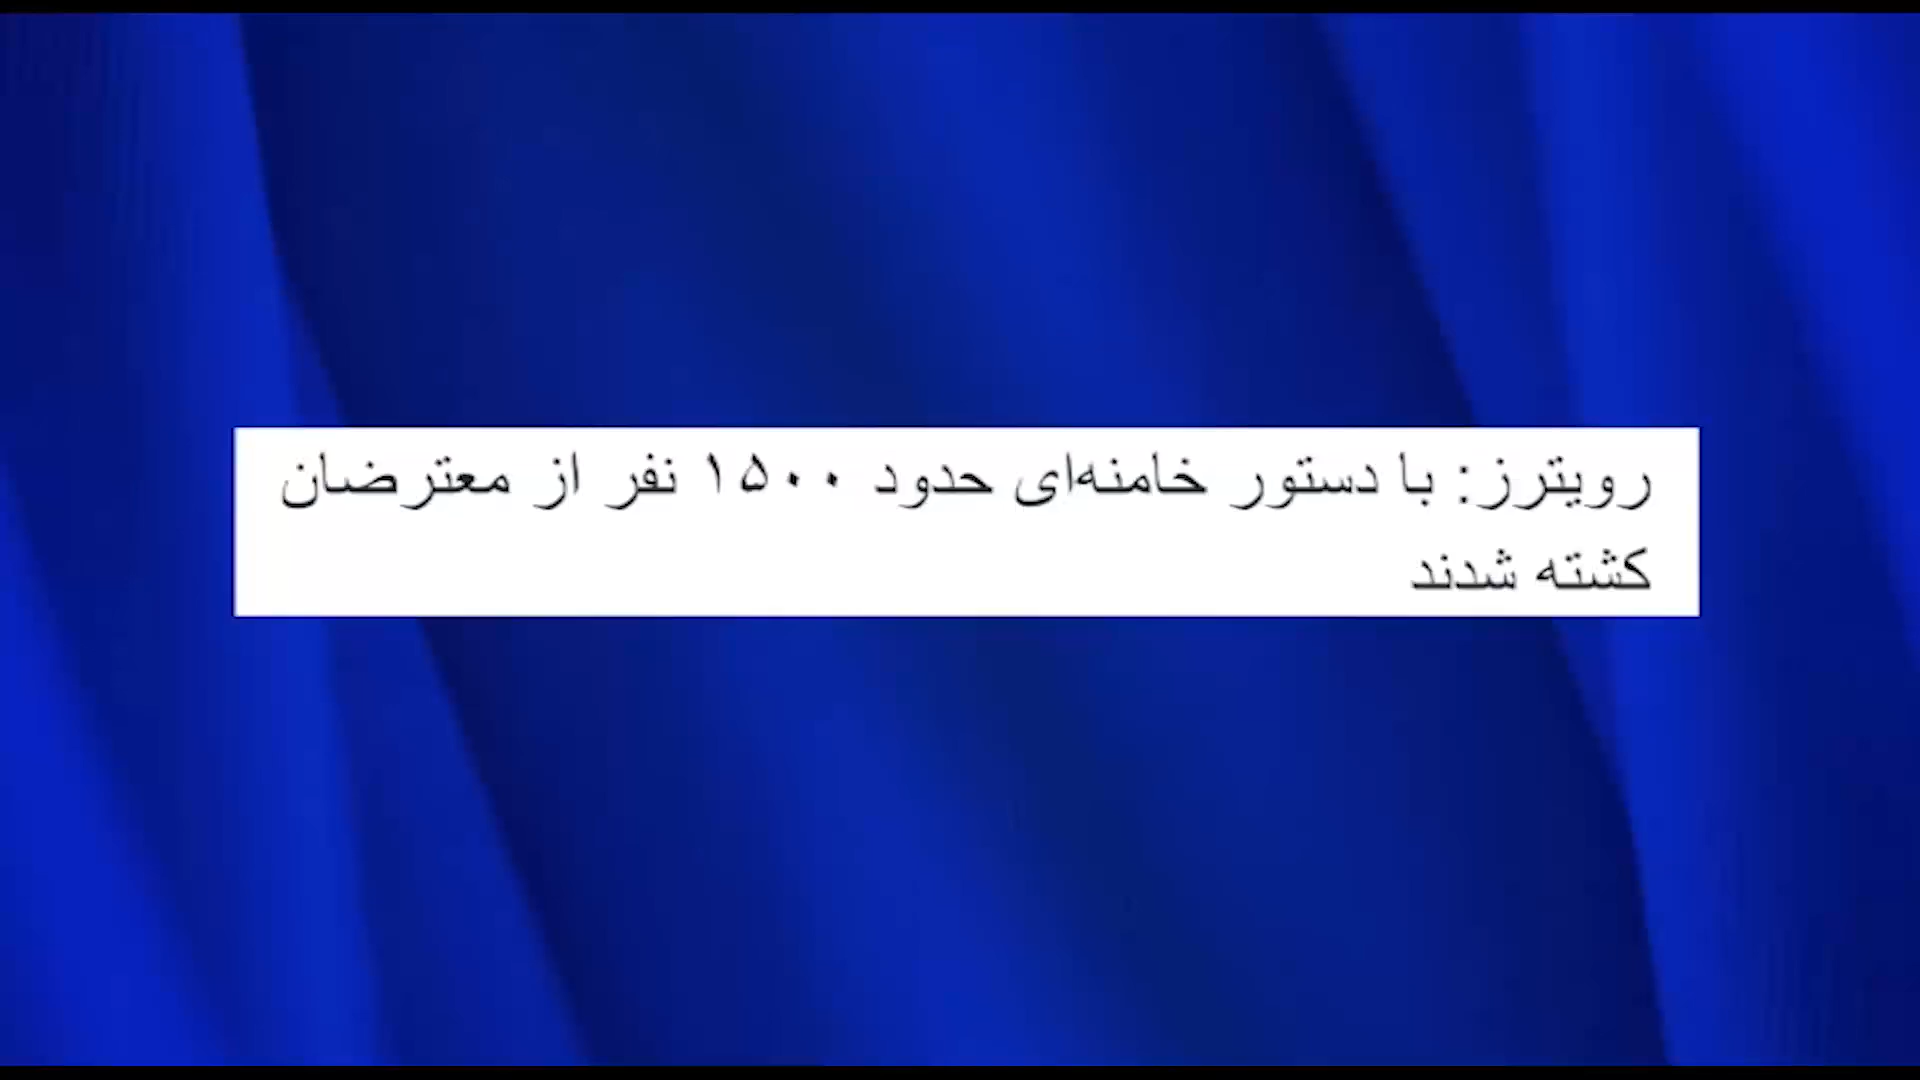 رویترز: با دستور خامنه‌ای حدود ۱۵۰۰ نفر از معترضان
کشته شدند